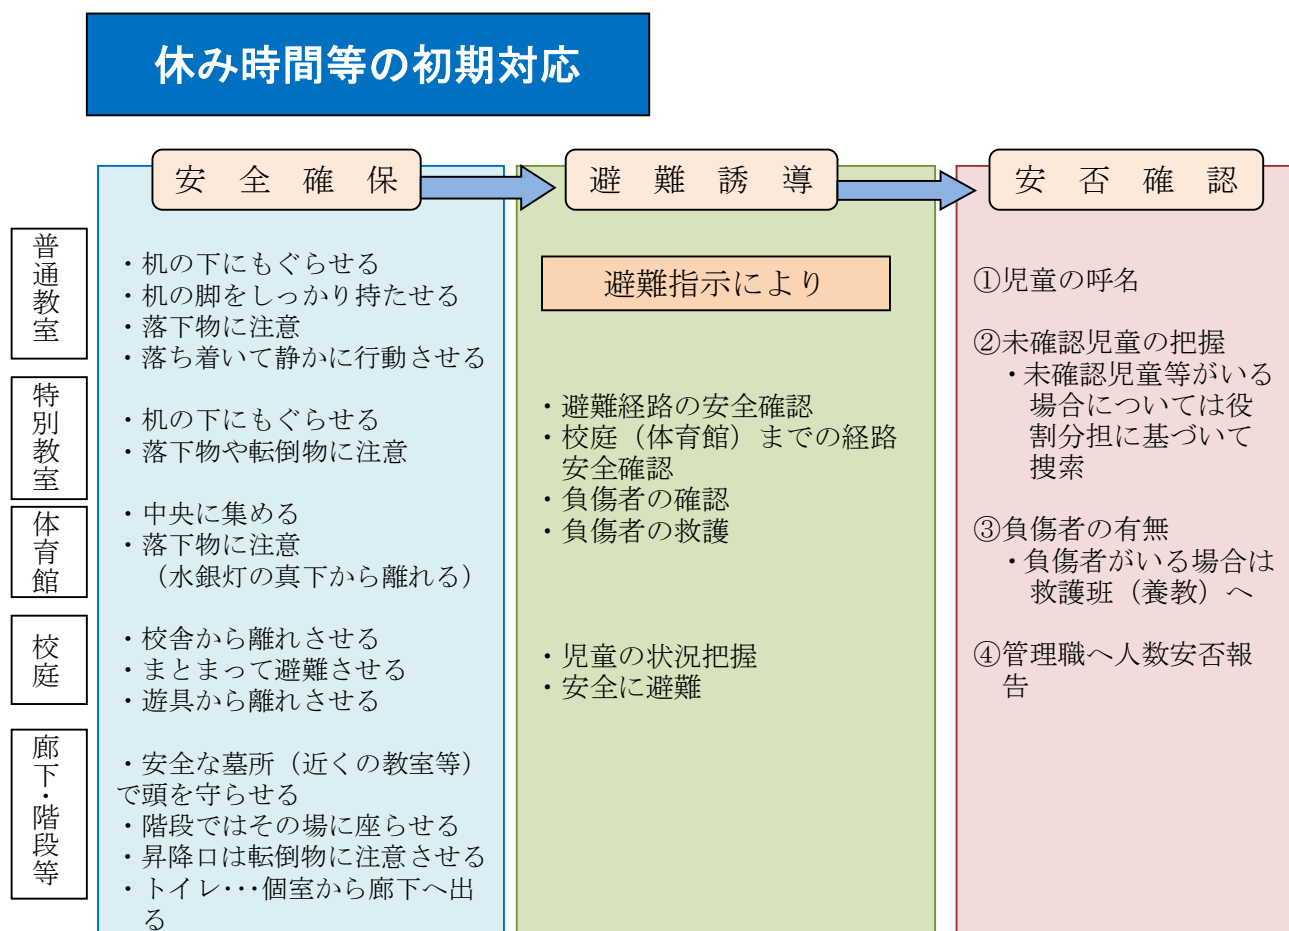 休み時間等の初期対応
安全確保
避難誘導
安否確認
普通教室
・机の下にもぐらせる
・机の脚をしっかり持たせる
・落下物に注意
・落ち着いて静かに行動させる
特別教室
・机の下にもぐらせる
・落下物や転倒物に注意
体育館
・中央に集める
・落下物に注意
（水銀灯の真下から離れる）
校庭
・校舎から離れさせる
・まとまって避難させる
・遊具から離れさせる
廊下・階段等
・安全な墓所（近くの教室等）
で頭を守らせる
・階段ではその場に座らせる
・昇降口は転倒物に注意させる
・トイレ･･･個室から廊下へ出
る
避難指示により
・避難経路の安全確認
・校庭（体育館）までの経路
安全確認
・負傷者の確認
・負傷者の救護
・児童の状況把握
・安全に避難
①児童の呼名
②未確認児童の把握
・未確認児童等がいる
場合については役
割分担に基づいて
捜索
③負傷者の有無
・負傷者がいる場合は
救護班（養教）へ
④管理職へ人数安否報
告